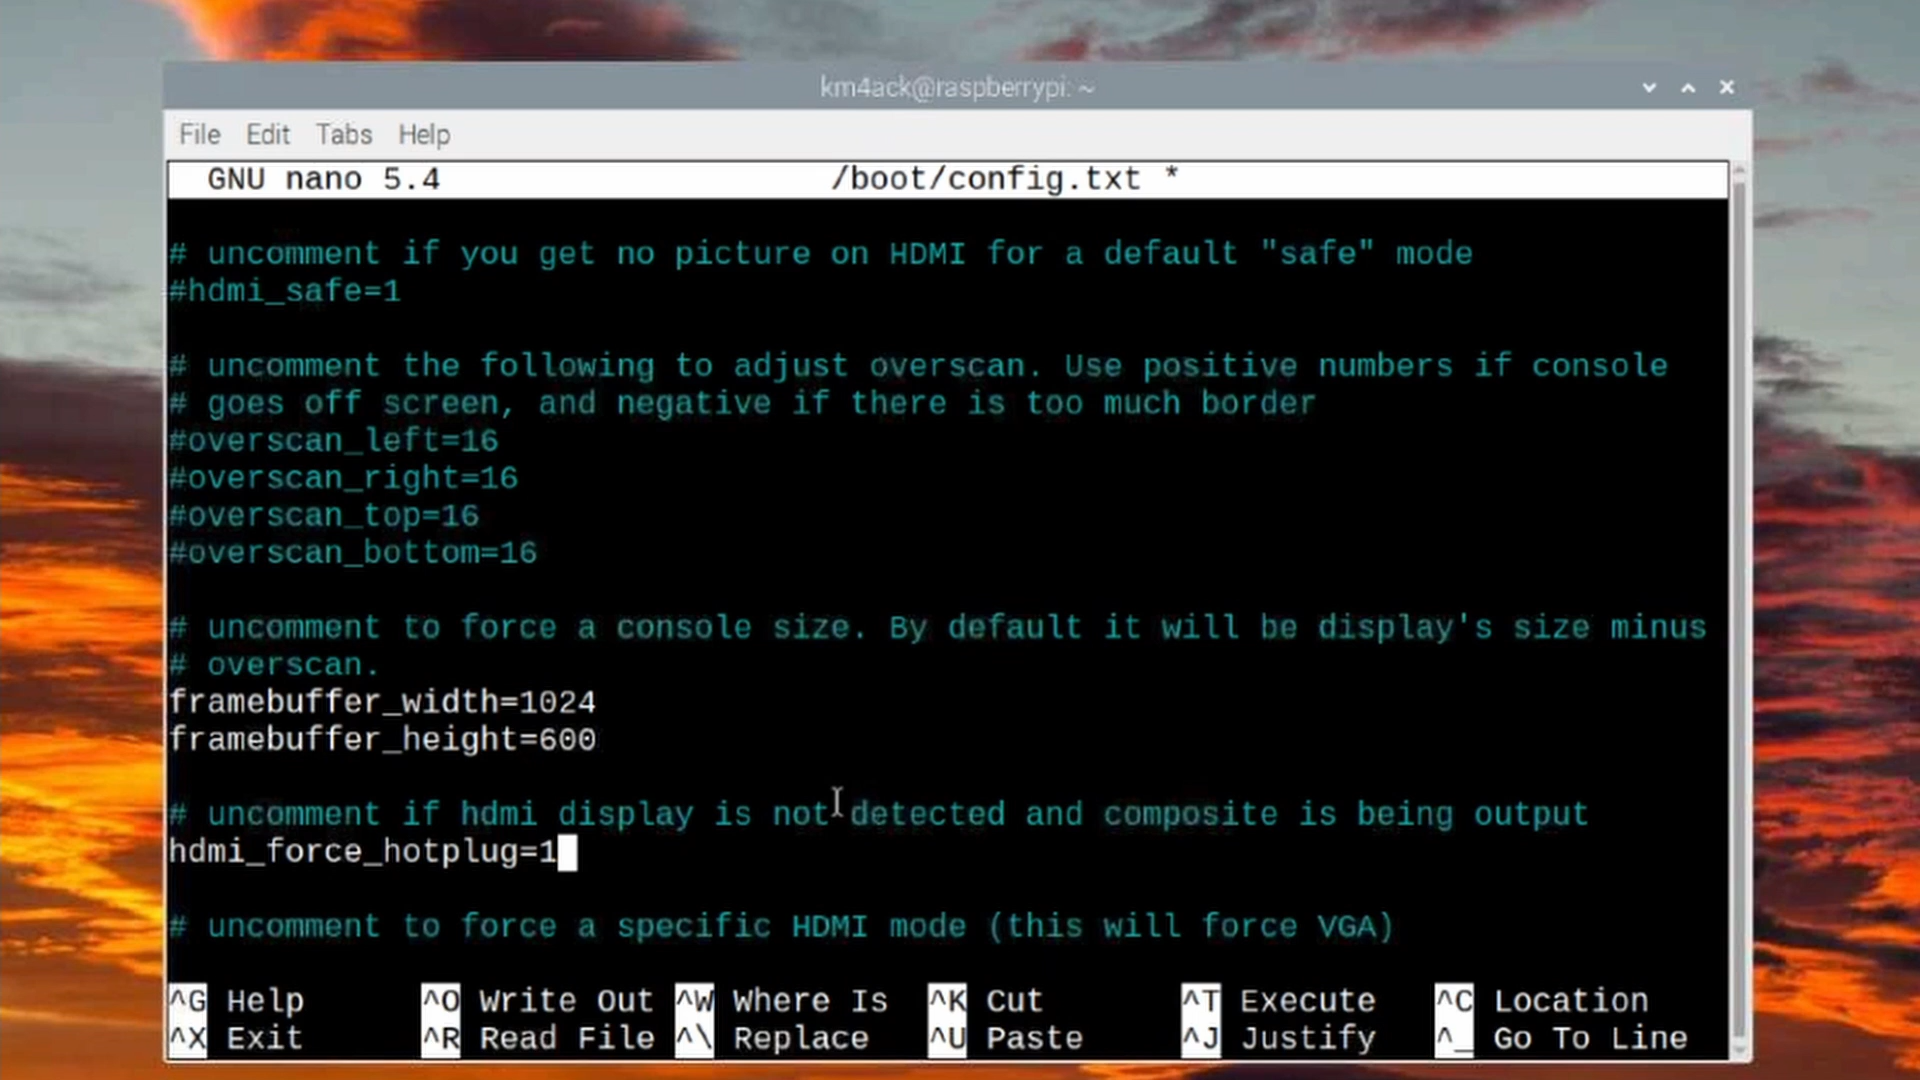 km4ack@raspberrypi: ~
File Edit Tabs Help
GNU nano 5.4 /boot/config.txt *
# uncomment if you get no picture on HDMI for a default "safe" mode
#hdmi_safe=1
# uncomment the following to adjust overscan. Use positive numbers if console
# goes off screen, and negative if there is too much border
#overscan_left=16
#overscan_right=16
#overscan_top=16
#overscan_bottom=16
# uncomment to force a console size. By default it will be display's size minus
# overscan.
framebuffer_width=1024
framebuffer_height=600
# uncomment if hdmi display is not detected and composite is being output
hdmi_force_hotplug=1
# uncomment to force a specific HDMI mode (this will force VGA)
^G Help ^O Write Out ^W Where Is ^K Cut ^T Execute ^C Location
^X Exit ^R Read File ^\ Replace ^U Paste ^J Justify ^_ Go To Line